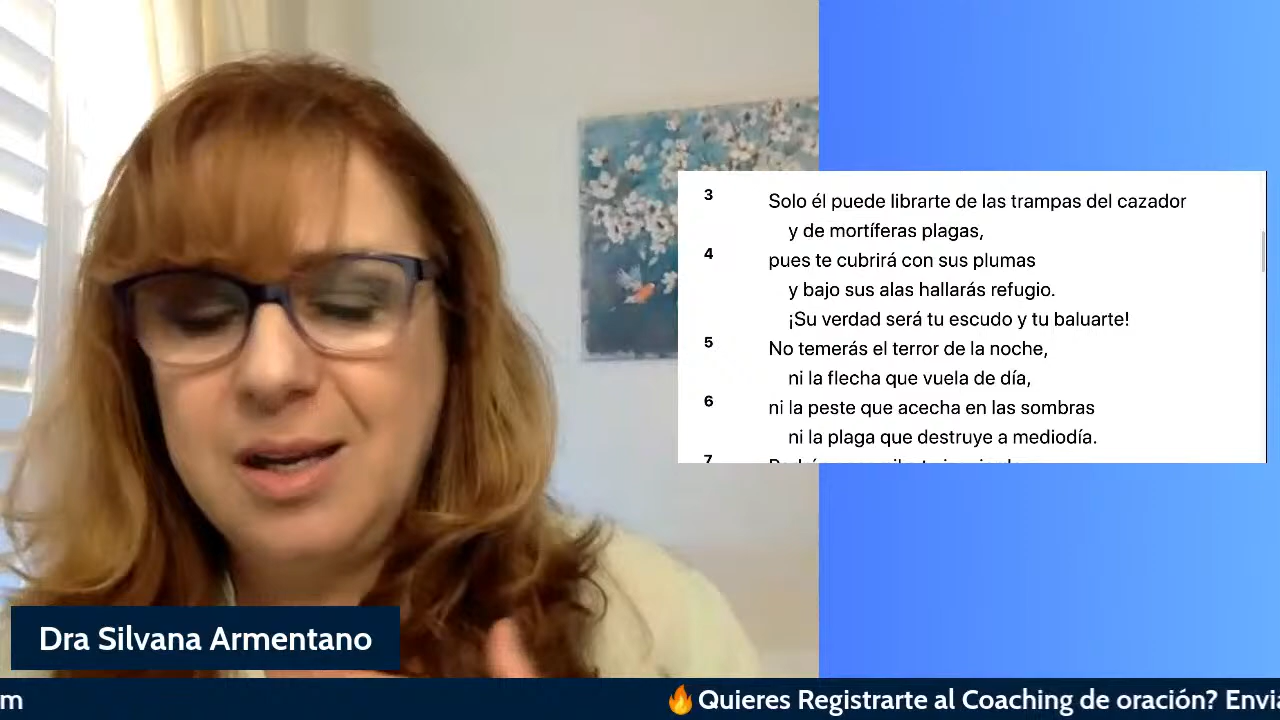 3 Solo él puede librarte de las trampas del cazador
y de mortíferas plagas,
4 pues te cubrirá con sus plumas
y bajo sus alas hallarás refugio.
¡Su verdad será tu escudo y tu baluarte!
5 No temerás el terror de la noche,
ni la flecha que vuela de día,
6 ni la peste que acecha en las sombras
ni la plaga que destruye a mediodía.
7
Dra Silvana Armentano
m 🔥Quieres Registrarte al Coaching de oración? Envia